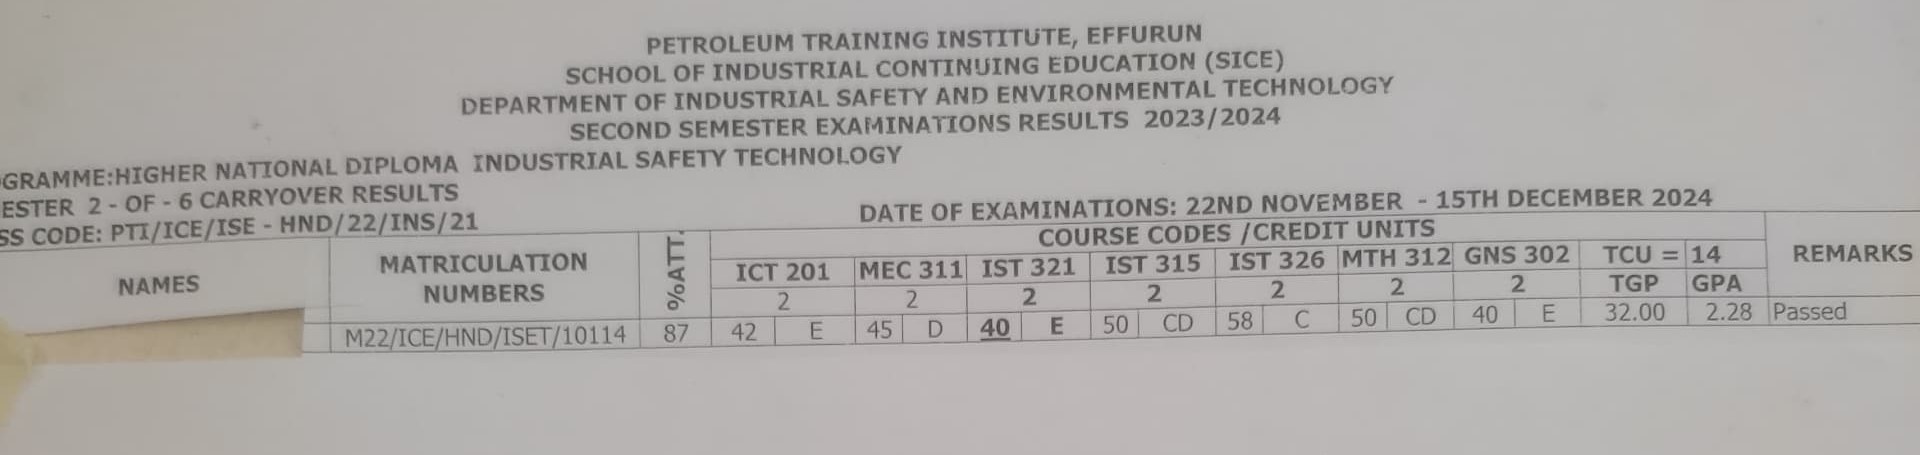 PETROLEUM TRAINING INSTITUTE, EFFURUN
SCHOOL OF INDUSTRIAL CONTINUING EDUCATION (SICE)
DEPARTMENT OF INDUSTRIAL SAFETY AND ENVIRONMENTAL TECHNOLOGY
SECOND SEMESTER EXAMINATIONS RESULTS 2023/2024
GRAMME:HIGHER NATIONAL DIPLOMA INDUSTRIAL SAFETY TECHNOLOGY
ESTER 2 - OF - 6 CARRYOVER RESULTS
SS CODE: PTI/ICE/ISE - HND/22/INS/21 DATE OF EXAMINATIONS: 22ND NOVEMBER - 15TH DECEMBER 2024
NAMES MATRICULATION NUMBERS %ATT. COURSE CODES /CREDIT UNITS REMARKS
ICT 201 MEC 311 IST 321 IST 315 IST 326 MTH 312 GNS 302 TCU = 14
2 2 2 2 2 2 2 TGP GPA
M22/ICE/HND/ISET/10114 87 42 E 45 D 40 E 50 CD 58 C 50 CD 40 E 32.00 2.28 Passed